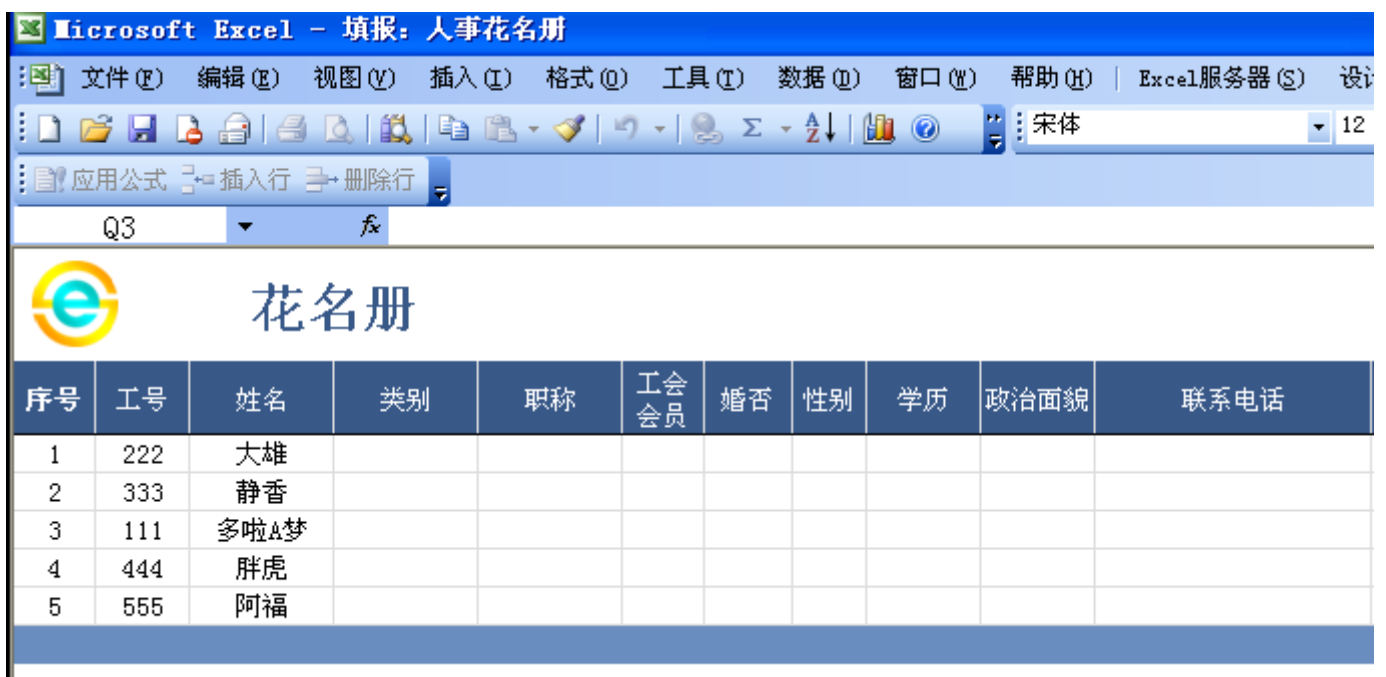 Microsoft Excel - 填报：人事花名册
文件(F) 编辑(E) 视图(V) 插入(I) 格式(O) 工具(T) 数据(D) 窗口(W) 帮助(H) Excel服务器(S) 设计
宋体 12
应用公式 插入行 删除行
Q3 fx
花名册
序号 工号 姓名 类别 职称 工会会员 婚否 性别 学历 政治面貌 联系电话
1 222 大雄
2 333 静香
3 111 多啦A梦
4 444 胖虎
5 555 阿福